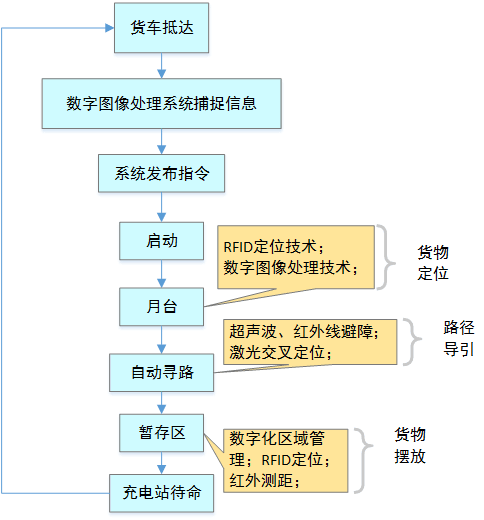 货车抵达
数字图像处理系统捕捉信息
系统发布指令
启动
RFID定位技术；
数字图像处理技术；
货物
定位
月台
超声波、红外线避障；
激光交叉定位；
路径
导引
自动寻路
暂存区
数字化区域管
理；RFID定位；
红外测距；
货物
摆放
充电站待命